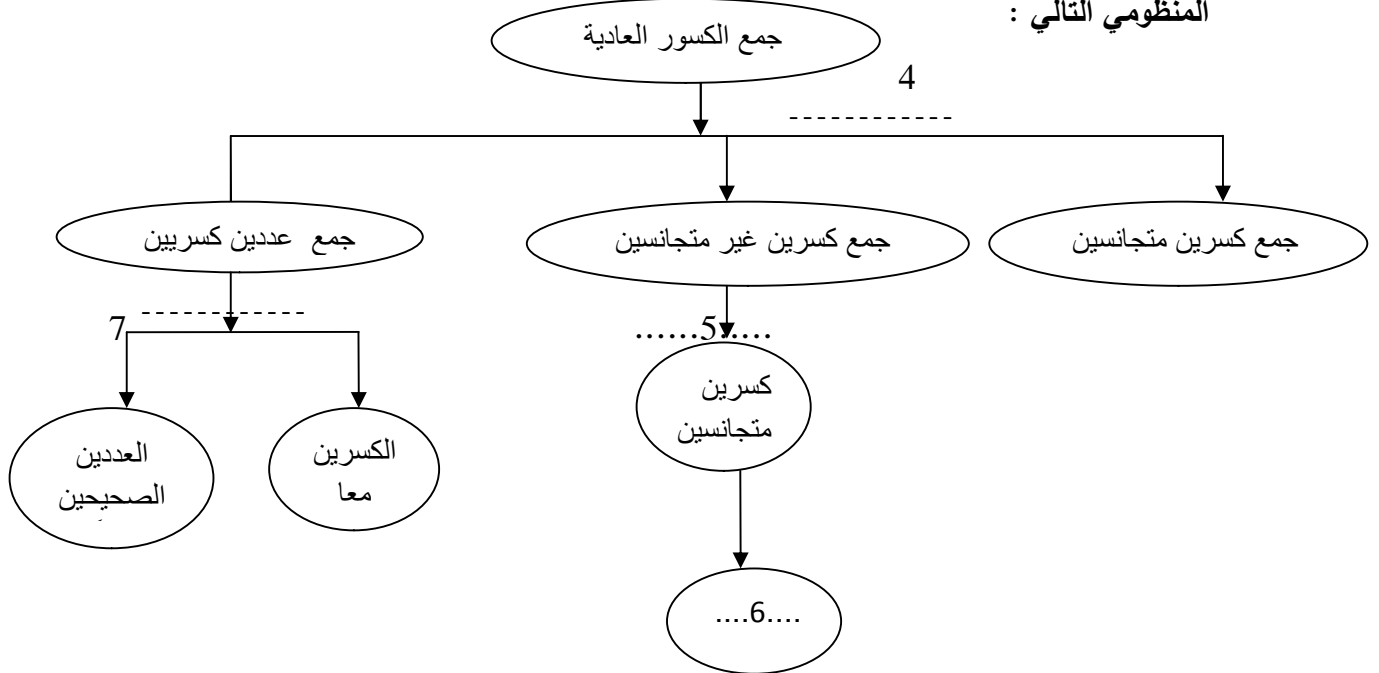 المنظومي التالي :
جمع الكسور العادية
4
------------
جمع كسرين متجانسين
جمع كسرين غير متجانسين
جمع عددين كسريين
------------
7
......5.....
كسرين
متجانسين
الكسرين
معا
العددين
الصحيحين
....6....